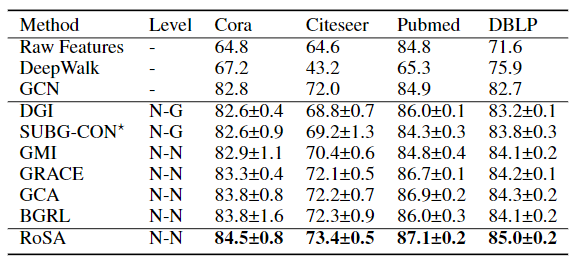 Method Level Cora Citeseer Pubmed DBLP
Raw Features - 64.8 64.6 84.8 71.6
DeepWalk - 67.2 43.2 65.3 75.9
GCN - 82.8 72.0 84.9 82.7
DGI N-G 82.6±0.4 68.8±0.7 86.0±0.1 83.2±0.1
SUBG-CON* N-G 82.6±0.9 69.2±1.3 84.3±0.3 83.8±0.3
GMI N-N 82.9±1.1 70.4±0.6 84.8±0.4 84.1±0.2
GRACE N-N 83.3±0.4 72.1±0.5 86.7±0.1 84.2±0.1
GCA N-N 83.8±0.8 72.2±0.7 86.9±0.2 84.3±0.2
BGRL N-N 83.8±1.6 72.3±0.9 86.0±0.3 84.1±0.2
RoSA N-N 84.5±0.8 73.4±0.5 87.1±0.2 85.0±0.2